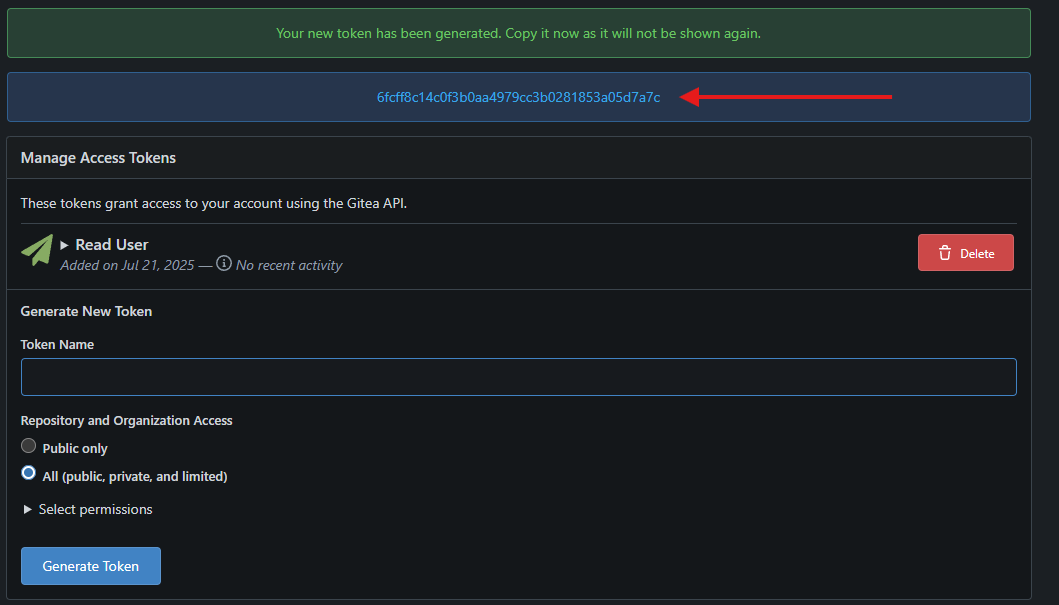 Your new token has been generated. Copy it now as it will not be shown again.
6fcff8c14c0f3b0aa4979cc3b0281853a05d7a7c
Manage Access Tokens
These tokens grant access to your account using the Gitea API.
Read User
Delete
Added on Jul 21, 2025 — No recent activity
Generate New Token
Token Name
Repository and Organization Access
Public only
All (public, private, and limited)
Select permissions
Generate Token